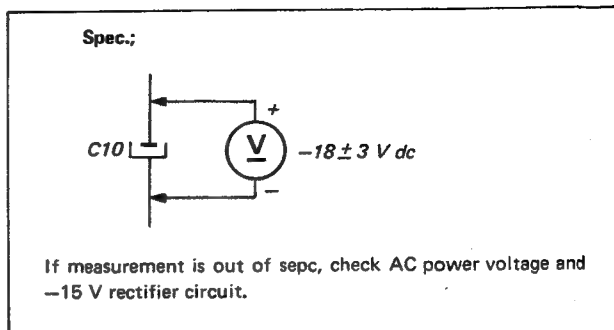 Spec.;
+
C10
V
−18 ± 3 V dc
−
If measurement is out of sepc, check AC power voltage and
−15 V rectifier circuit.